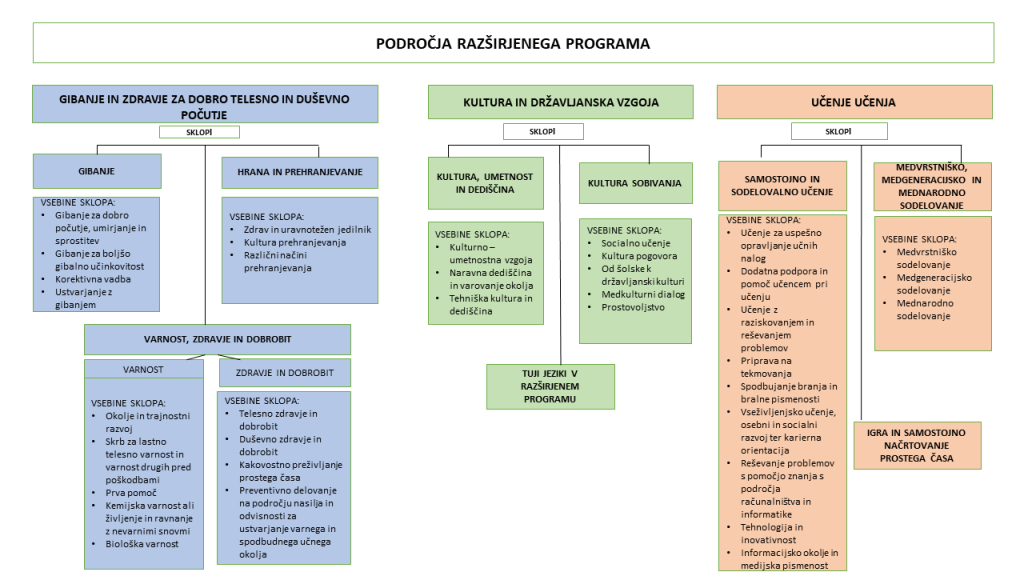 PODROČJA RAZŠIRJENEGA PROGRAMA
GIBANJE IN ZDRAVJE ZA DOBRO TELESNO IN DUŠEVNO
POČUTJE
SKLOPI
GIBANJE
VSEBINE SKLOPA:
• Gibanje za dobro
počutje, umirjanje in
sprostitev
• Gibanje za boljšo
gibalno učinkovitost
• Korektivna vadba
• Ustvarjanje z
gibanjem
HRANA IN PREHRANJEVANJE
VSEBINE SKLOPA:
• Zdrav in uravnotežen jedilnik
• Kultura prehranjevanja
• Različni načini
prehranjevanja
VARNOST, ZDRAVJE IN DOBROBIT
VARNOST
VSEBINE SKLOPA:
• Okolje in trajnostni
razvoj
• Skrb za lastno
telesno varnost in
varnost drugih pred
poškodbami
• Prva pomoč
• Kemijska varnost ali
življenje in ravnanje
z nevarnimi snovmi
• Biološka varnost
ZDRAVJE IN DOBROBIT
VSEBINE SKLOPA:
• Telesno zdravje in
dobrobit
• Duševno zdravje in
dobrobit
• Kakovostno preživljanje
prostega časa
• Preventivno delovanje
na področju nasilja in
odvisnosti za
ustvarjanje varnega in
spodbudnega učnega
okolja
KULTURA IN DRŽAVLJANSKA VZGOJA
SKLOPI
KULTURA, UMETNOST
IN DEDIŠČINA
VSEBINE SKLOPA:
• Kulturno –
umetnostna vzgoja
• Naravna dediščina
in varovanje okolja
• Tehniška kultura in
dediščina
KULTURA SOBIVANJA
VSEBINE SKLOPA:
• Socialno učenje
• Kultura pogovora
• Od šolske k
državljanski kulturi
• Medkulturni dialog
• Prostovoljstvo
TUJI JEZIKI V
RAZŠIRJENEM
PROGRAMU
UČENJE UČENJA
SKLOPI
SAMOSTOJNO IN
SODELOVALNO UČENJE
VSEBINE SKLOPA:
• Učenje za uspešno
opravljanje učnih
nalog
• Dodatna podpora in
pomoč učencem pri
učenju
• Učenje z
raziskovanjem in
reševanjem
problemov
• Priprava na
tekmovanja
• Spodbujanje branja in
bralne pismenosti
• Vseživljenjsko učenje,
osebni in socialni
razvoj ter karierna
orientacija
• Reševanje problemov
s pomočjo znanja s
področja
računalništva in
informatike
• Tehnologija in
inovativnost
• Informacijsko okolje in
medijska pismenost
MEDVRSTNIŠKO,
MEDGENERACIJSKO IN
MEDNARODNO
SODELOVANJE
VSEBINE SKLOPA:
• Medvrstniško
sodelovanje
• Medgeneracijsko
sodelovanje
• Mednarodno
sodelovanje
IGRA IN SAMOSTOJNO
NAČRTOVANJE
PROSTEGA ČASA